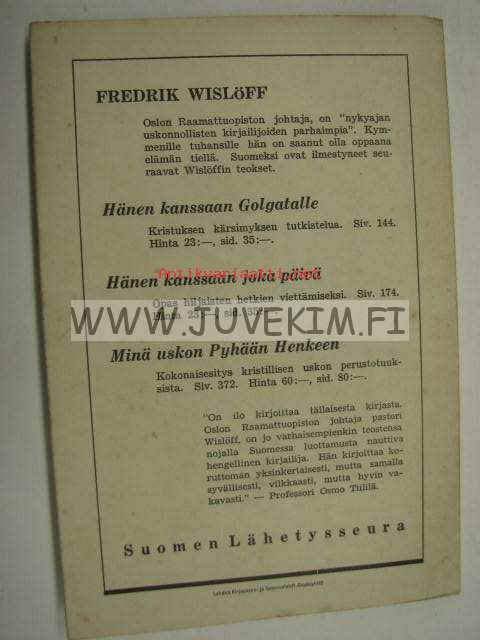 FREDRIK WISLöFF
Oslon Raamattuopiston johtaja, on "nykyajan
uskonnollisten kirjailijoiden parhaimpia". Kym-
menille tuhansille hän on saanut olla oppaana
elämän tiellä. Suomeksi ovat ilmestyneet seu-
raavat Wislöffin teokset.
Hänen kanssaan Golgatalle
Kristuksen kärsimyksen tutkistelua. Siv. 144.
Hinta 23:—, sid. 35:—.
Hänen kanssaan joka päivä
Opas hiljaisten hetkien viettämiseksi. Siv. 174.
Hinta 23:—, sid. 35:—.
WWW.JUVEKIM.FI
Minä uskon Pyhään Henkeen
Kokonaisesitys kristillisen uskon perustotuuk-
sista. Siv. 372. Hinta 60:—, sid. 80:—.
"On ilo kirjoittaa tällaisesta kirjasta.
Oslon Raamattuopiston johtaja pastori
Wislöff, on jo varhaisempienkin teostensa
nojalla Suomessa luottamusta nauttiva
hengellinen kirjailija. Hän kirjoittaa ko-
ruttoman yksinkertaisesti, mutta samalla
syvällisesti, vilkkaasti, mutta hyvin va-
kavasti." — Professori Osmo Tiililä.
Suomen Lähetysseura